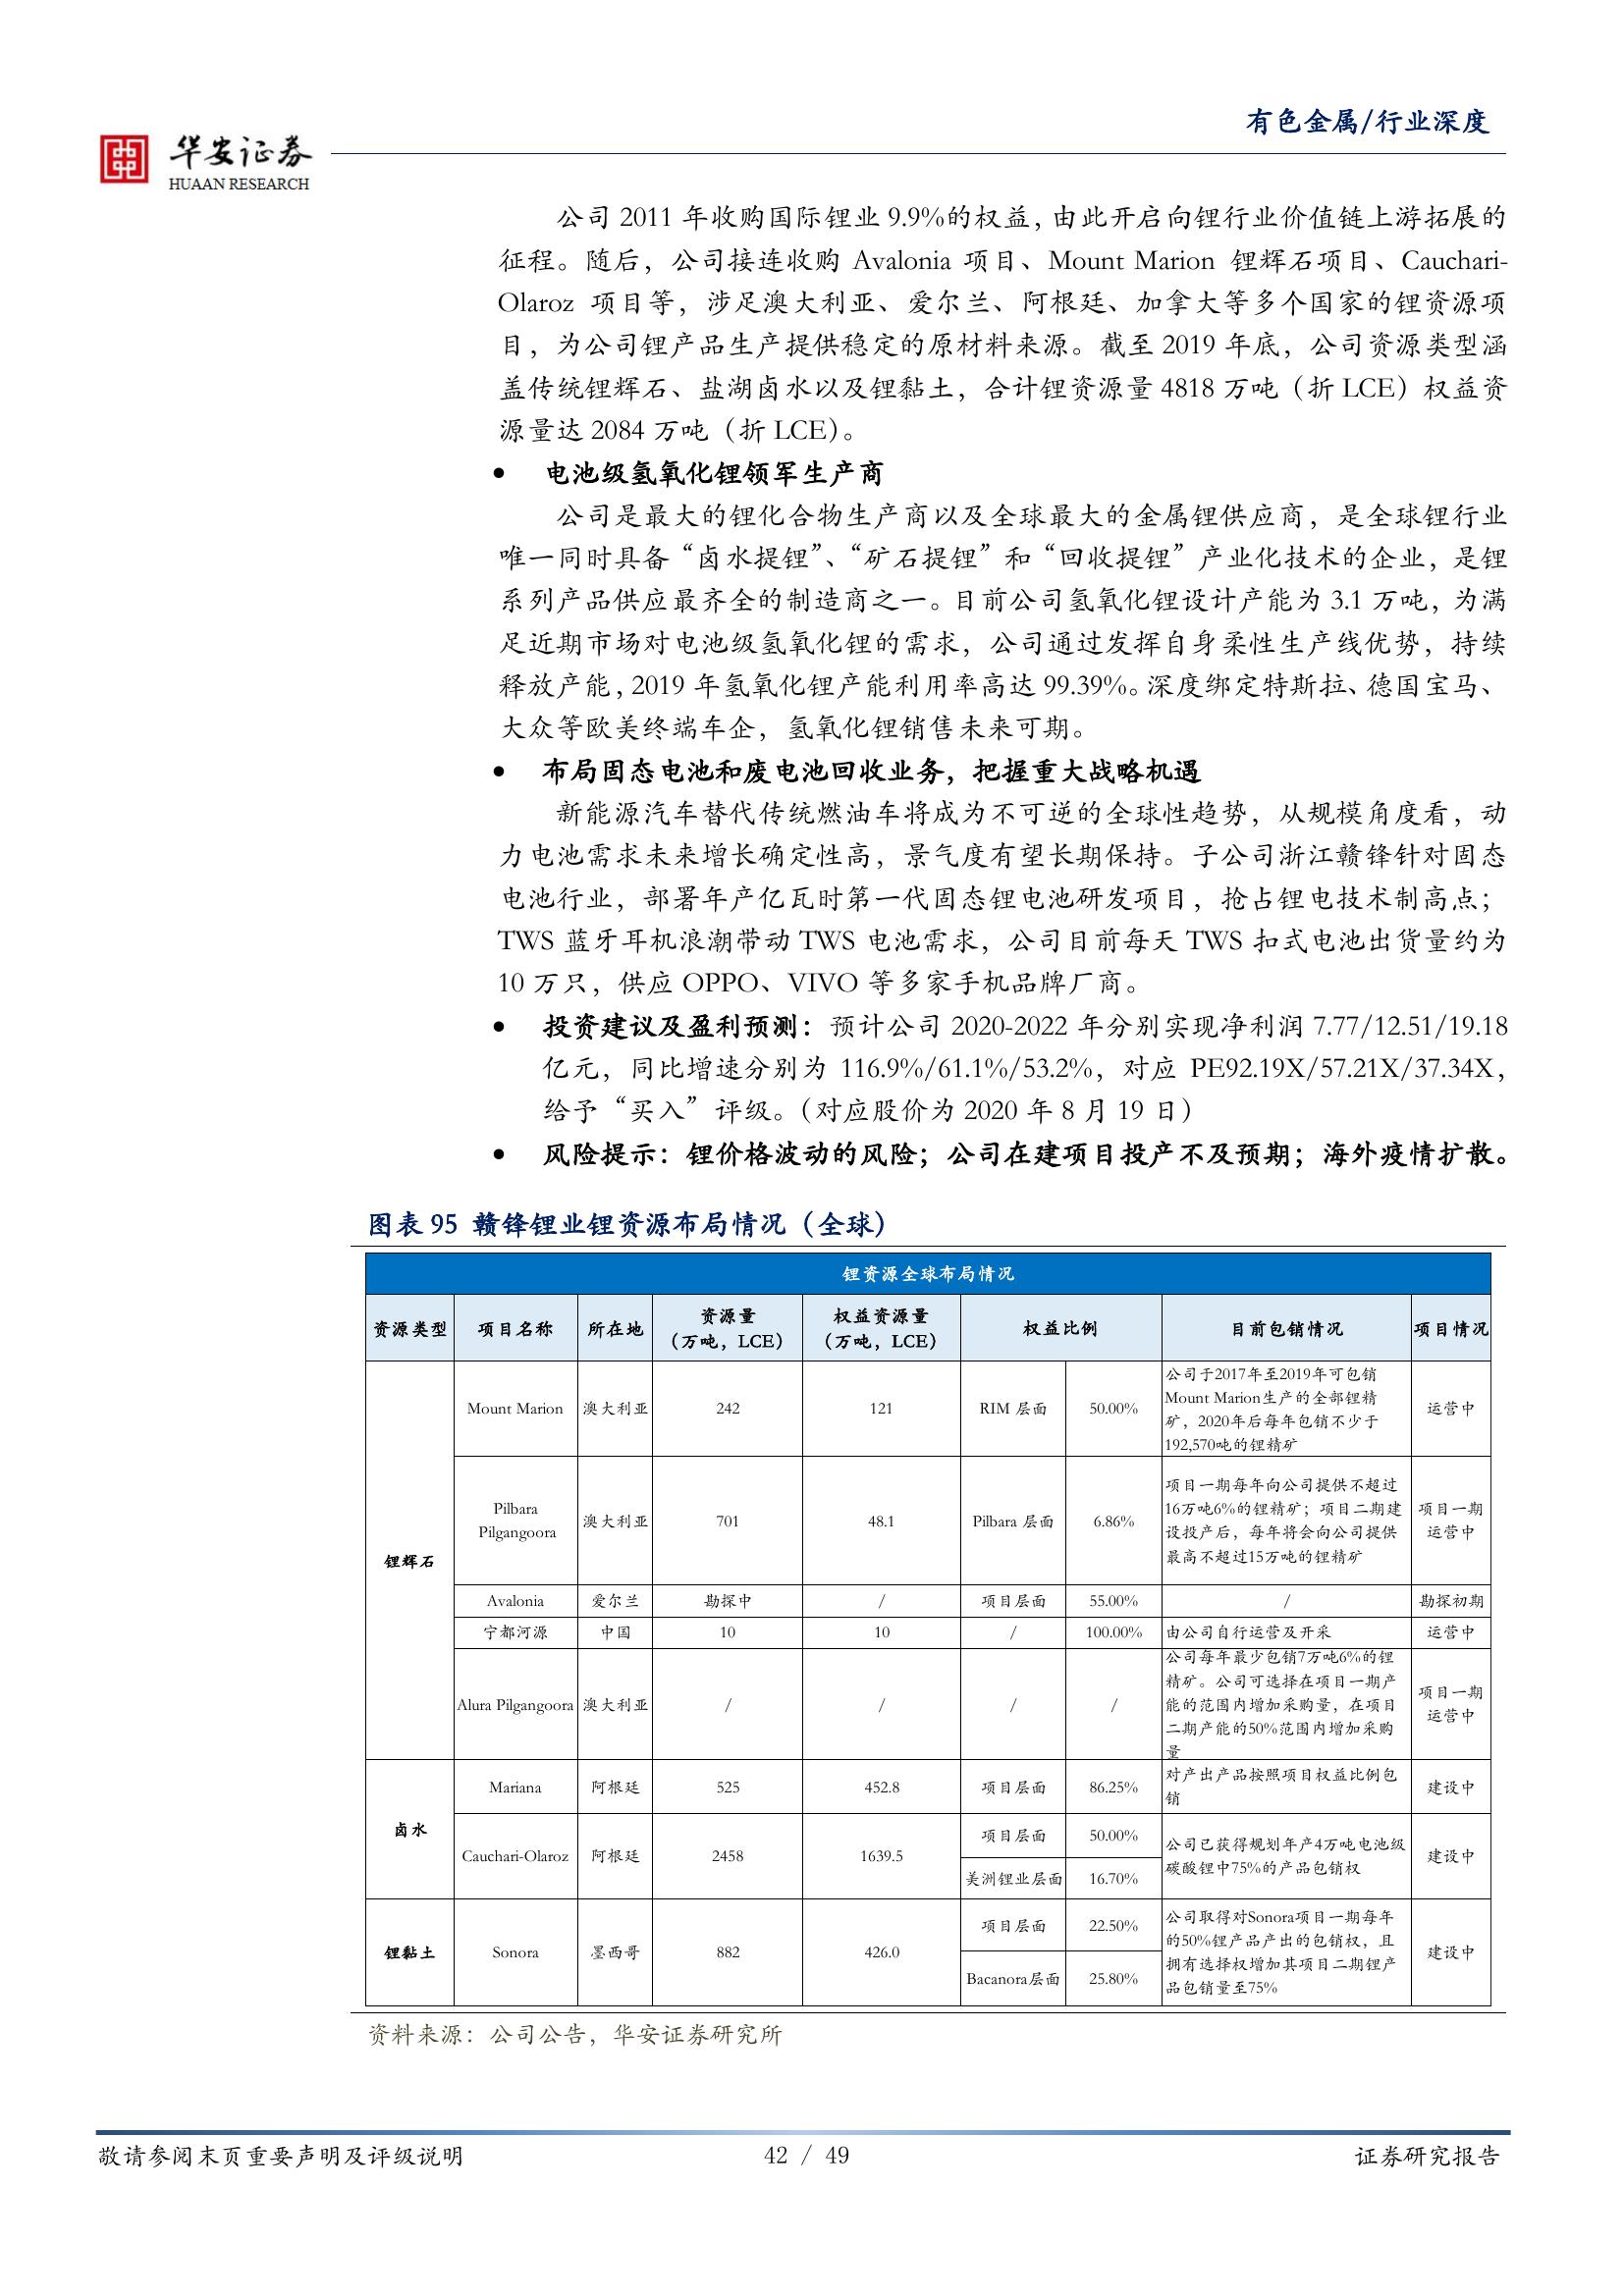 有色金属/行业深度
华安证券
HUAAN RESEARCH
公司 2011 年收购国际锂业 9.9%的权益，由此开启向锂行业价值链上游拓展的
征程。随后，公司接连收购 Avalonia 项目、Mount Marion 锂辉石项目、Cauchari-
Olaroz 项目等，涉足澳大利亚、爱尔兰、阿根廷、加拿大等多个国家的锂资源项
目，为公司锂产品生产提供稳定的原材料来源。截至 2019 年底，公司资源类型涵
盖传统锂辉石、盐湖卤水以及锂黏土，合计锂资源量 4818 万吨（折 LCE）权益资
源量达 2084 万吨（折 LCE）。
• 电池级氢氧化锂领军生产商
公司是最大的锂化合物生产商以及全球最大的金属锂供应商，是全球锂行业
唯一同时具备“卤水提锂”、“矿石提锂”和“回收提锂”产业化技术的企业，是锂
系列产品供应最齐全的制造商之一。目前公司氢氧化锂设计产能为 3.1 万吨，为满
足近期市场对电池级氢氧化锂的需求，公司通过发挥自身柔性生产线优势，持续
释放产能，2019 年氢氧化锂产能利用率高达 99.39%。深度绑定特斯拉、德国宝马、
大众等欧美终端车企，氢氧化锂销售未来可期。
• 布局固态电池和废电池回收业务，把握重大战略机遇
新能源汽车替代传统燃油车将成为不可逆的全球性趋势，从规模角度看，动
力电池需求未来增长确定性高，景气度有望长期保持。子公司浙江赣锋针对固态
电池行业，部署年产亿瓦时第一代固态锂电池研发项目，抢占锂电技术制高点；
TWS 蓝牙耳机浪潮带动 TWS 电池需求，公司目前每天 TWS 扣式电池出货量约为
10 万只，供应 OPPO、VIVO 等多家手机品牌厂商。
• 投资建议及盈利预测：预计公司 2020-2022 年分别实现净利润 7.77/12.51/19.18
亿元，同比增速分别为 116.9%/61.1%/53.2%，对应 PE92.19X/57.21X/37.34X，
给予“买入”评级。（对应股价为 2020 年 8 月 19 日）
• 风险提示：锂价格波动的风险；公司在建项目投产不及预期；海外疫情扩散。
图表 95 赣锋锂业锂资源布局情况（全球）
锂资源全球布局情况
资源类型 项目名称 所在地 资源量 权益资源量 权益比例 目前包销情况 项目情况
（万吨，LCE） （万吨，LCE）
锂辉石
Mount Marion 澳大利亚 242 121 RIM 层面 50.00%
公司于2017年至2019年可包销
Mount Marion生产的全部锂精
矿，2020年后每年包销不少于
192,570吨的锂精矿
运营中
Pilbara
Pilgangoora
澳大利亚 701 48.1 Pilbara 层面 6.86%
项目一期每年向公司提供不超过
16万吨6%的锂精矿；项目二期建
设投产后，每年将会向公司提供
最高不超过15万吨的锂精矿
项目一期
运营中
Avalonia 爱尔兰 勘探中 / 项目层面 55.00% / 勘探初期
宁都河源 中国 10 10 / 100.00% 由公司自行运营及开采 运营中
Alura Pilgangoora 澳大利亚 / / / /
公司每年最少包销7万吨6%的锂
精矿。公司可选择在项目一期产
能的范围内增加采购量，在项目
二期产能的50%范围内增加采购
量
项目一期
运营中
卤水
Mariana 阿根廷 525 452.8 项目层面 86.25%
对产出产品按照项目权益比例包
销
建设中
Cauchari-Olaroz 阿根廷 2458 1639.5
项目层面 50.00%
美洲锂业层面 16.70%
公司已获得规划年产4万吨电池级
碳酸锂中75%的产品包销权
建设中
锂黏土
Sonora 墨西哥 882 426.0
项目层面 22.50%
Bacanora层面 25.80%
公司取得对Sonora项目一期每年
的50%锂产品产出的包销权，且
拥有选择权增加其项目二期锂产
品包销量至75%
建设中
资料来源：公司公告，华安证券研究所
敬请参阅末页重要声明及评级说明 42 / 49 证券研究报告